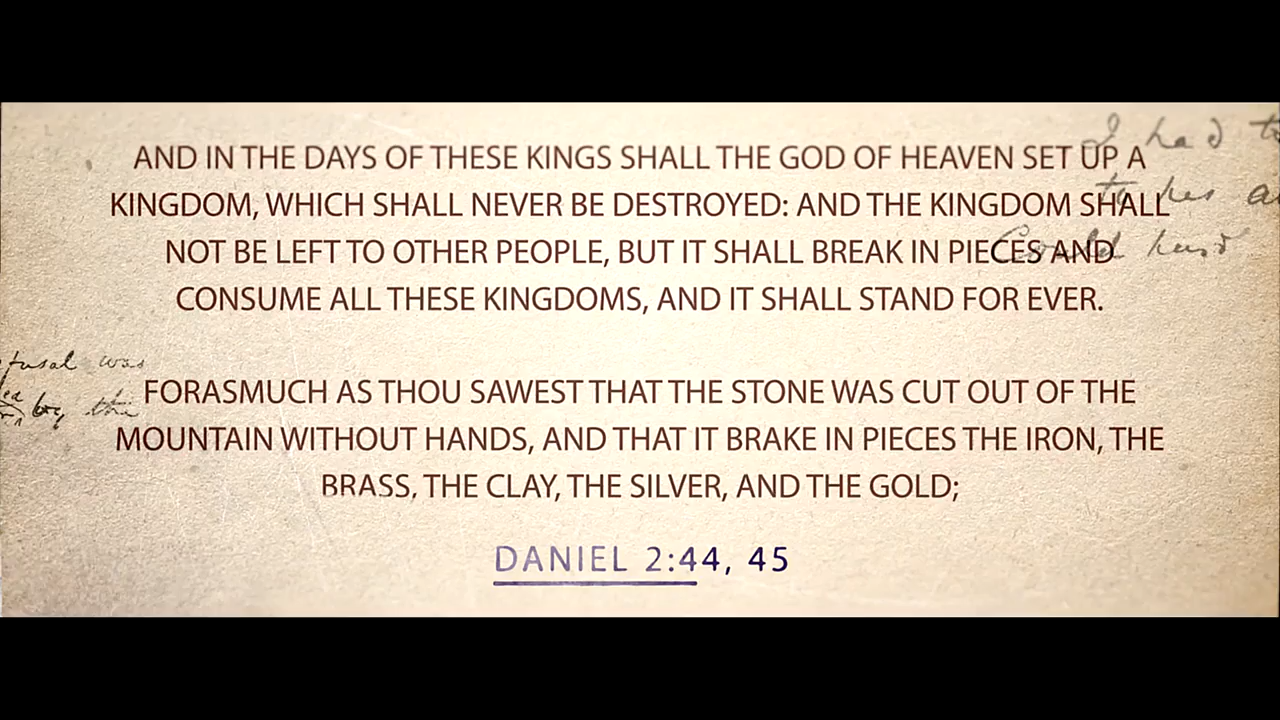 AND IN THE DAYS OF THESE KINGS SHALL THE GOD OF HEAVEN SET UP A
KINGDOM, WHICH SHALL NEVER BE DESTROYED: AND THE KINGDOM SHALL
NOT BE LEFT TO OTHER PEOPLE, BUT IT SHALL BREAK IN PIECES AND
CONSUME ALL THESE KINGDOMS, AND IT SHALL STAND FOR EVER.
FORASMUCH AS THOU SAWEST THAT THE STONE WAS CUT OUT OF THE
MOUNTAIN WITHOUT HANDS, AND THAT IT BRAKE IN PIECES THE IRON, THE
BRASS, THE CLAY, THE SILVER, AND THE GOLD;
DANIEL 2:44, 45
I had
was
by the